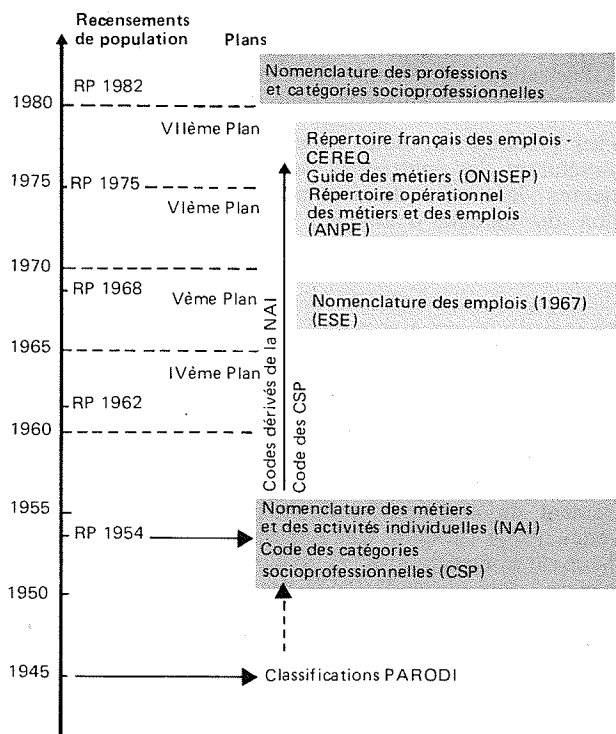 Recensements
de population Plans
RP 1982
Nomenclature des professions
et catégories socioprofessionnelles
1980
VIIème Plan
Répertoire français des emplois -
CEREQ
Guide des métiers (ONISEP)
Répertoire opérationnel
des métiers et des emplois
(ANPE)
1975
RP 1975
VIème Plan
1970
RP 1968
Vème Plan
Nomenclature des emplois (1967)
(ESE)
1965
IVème Plan
RP 1962
1960
Codes dérivés de la NAI
Code des CSP
1955
RP 1954
Nomenclature des métiers
et des activités individuelles (NAI)
Code des catégories
socioprofessionnelles (CSP)
1950
1945
Classifications PARODI